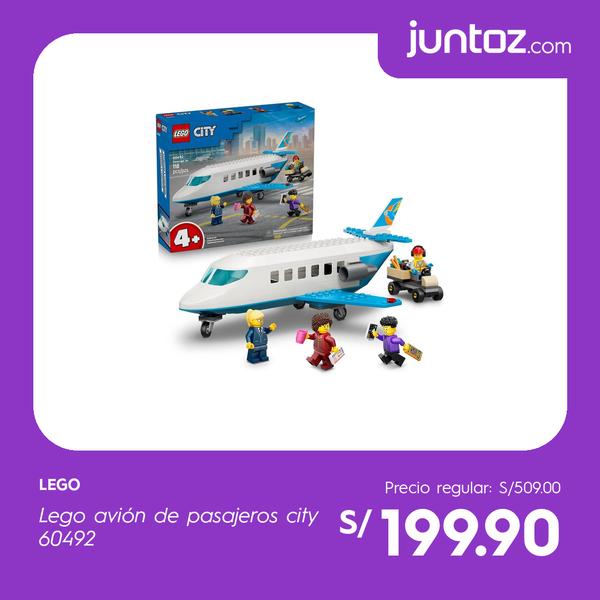 juntoz.com
LEGO CITY
4+
LEGO
Precio regular: S/509.00
Lego avión de pasajeros city
60492
S/199.90